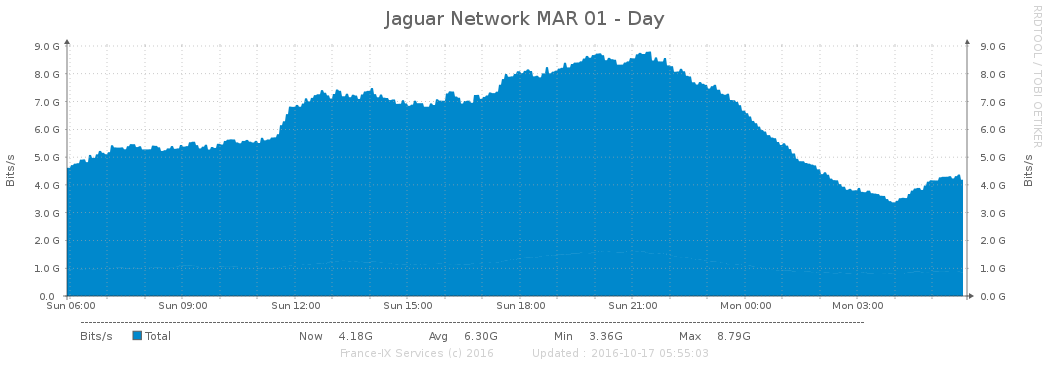 Jaguar Network MAR 01 - Day
RRDTOOL / TOBI OETIKER
Bits/s
Bits/s
9.0 G 9.0 G
8.0 G 8.0 G
7.0 G 7.0 G
6.0 G 6.0 G
5.0 G 5.0 G
4.0 G 4.0 G
3.0 G 3.0 G
2.0 G 2.0 G
1.0 G 1.0 G
0.0 0.0 G
Sun 06:00 Sun 09:00 Sun 12:00 Sun 15:00 Sun 18:00 Sun 21:00 Mon 00:00 Mon 03:00
Bits/s Total Now 4.18G Avg 6.30G Min 3.36G Max 8.79G
France-IX Services (c) 2016 Updated : 2016-10-17 05:55:03